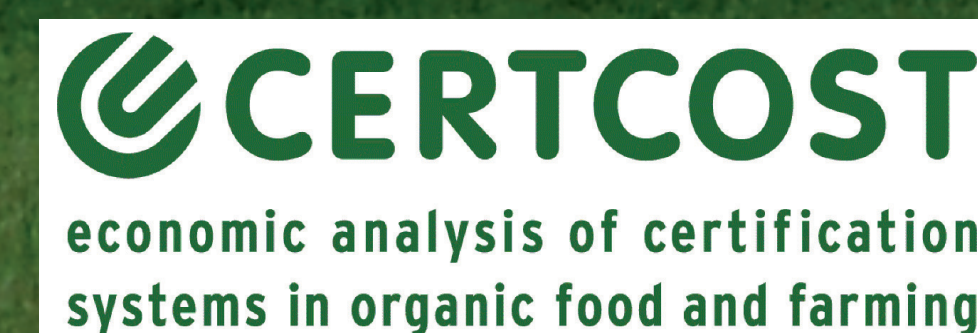 CERTCOST
economic analysis of certification
systems in organic food and farming